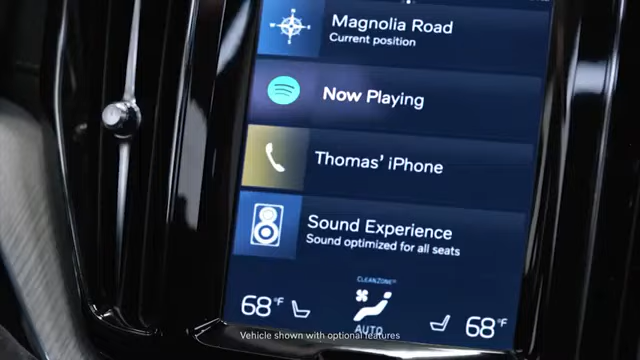 Magnolia Road
Current position
Now Playing
Thomas' iPhone
Sound Experience
Sound optimized for all seats
CLEANZONE
68°F
AUTO
68°F
Vehicle shown with optional features